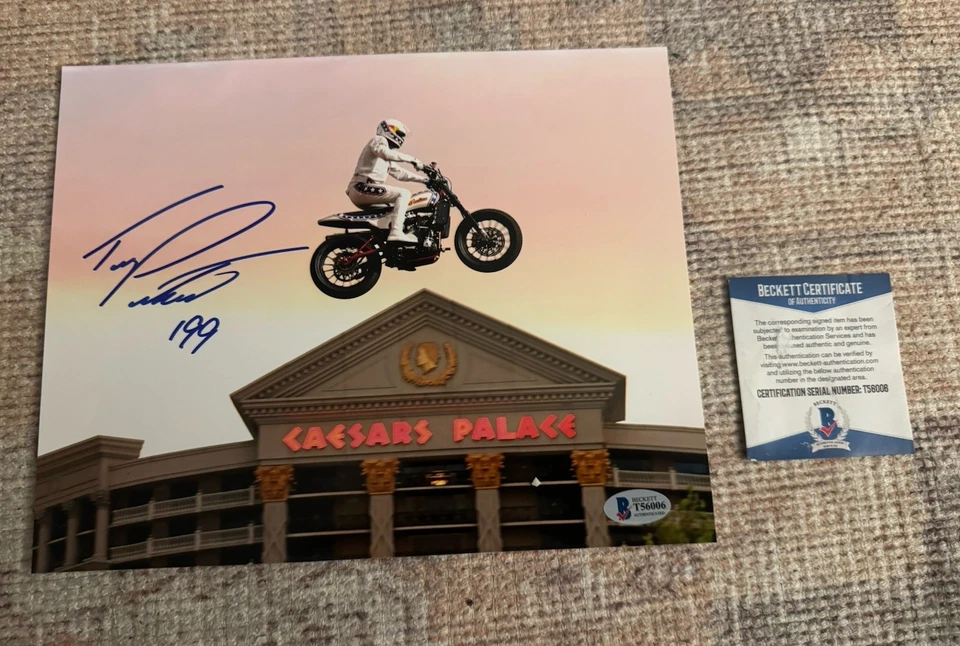 199
CAESARS PALACE
BECKETT
T56006
BECKETT CERTIFICATE
OF AUTHENTICITY
The corresponding signed item has been
subjected to examination by an expert from
Beckett Authentication Services and has
been authentic and genuine.
This authentication can be verified by
visiting www.beckett-authentication.com
and utilizing the below authentication
number in the designated area.
CERTIFICATION SERIAL NUMBER: T56006
BECKETT
B